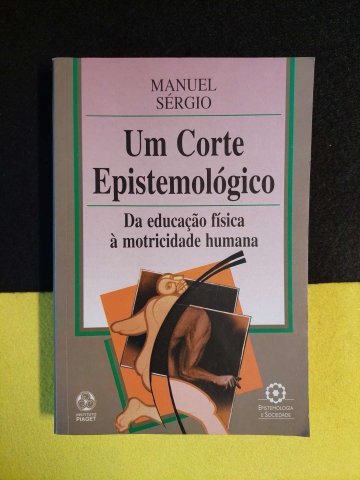 MANUEL
SÉRGIO
Um Corte
Epistemológico
Da educação física
à motricidade humana
INSTITUTO
PIAGET
EPISTEMOLOGIA
E SOCIEDADE